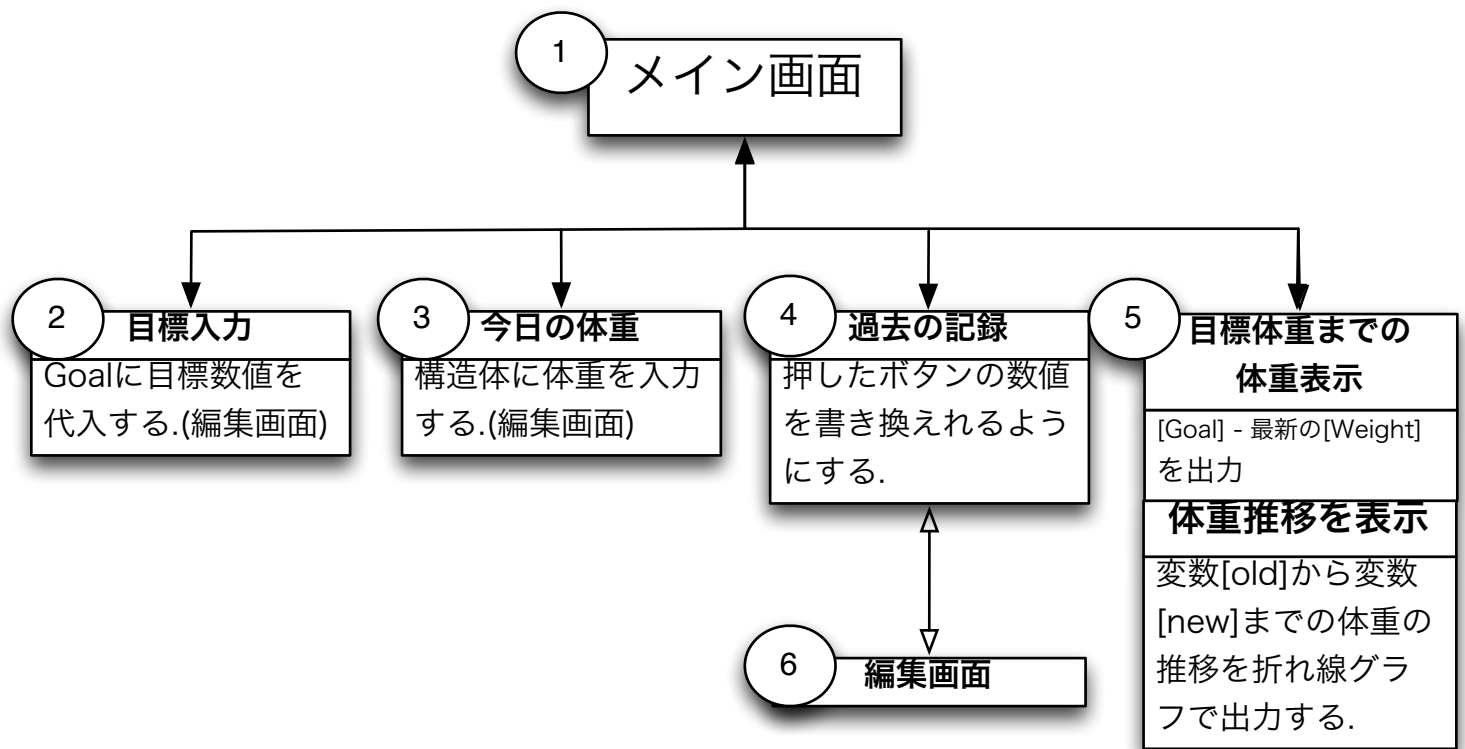 1
メイン画面
2
目標入力
Goalに目標数値を
代入する.(編集画面)
3
今日の体重
構造体に体重を入力
する.(編集画面)
4
過去の記録
押したボタンの数値
を書き換えれるよう
にする.
5
目標体重までの
体重表示
[Goal] - 最新の[Weight]
を出力
体重推移を表示
変数[old]から変数
[new]までの体重の
推移を折れ線グラ
フで出力する.
6
編集画面